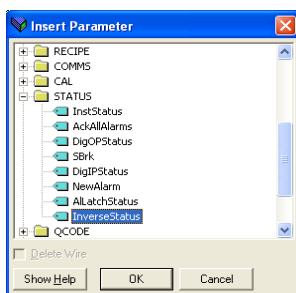 Insert Parameter
RECIPE
COMMS
CAL
STATUS
InstStatus
AckAllAlarms
DigOPStatus
SBrk
DigIPStatus
NewAlarm
AlLatchStatus
InverseStatus
QCODE
Delete Wire
Show Help OK Cancel